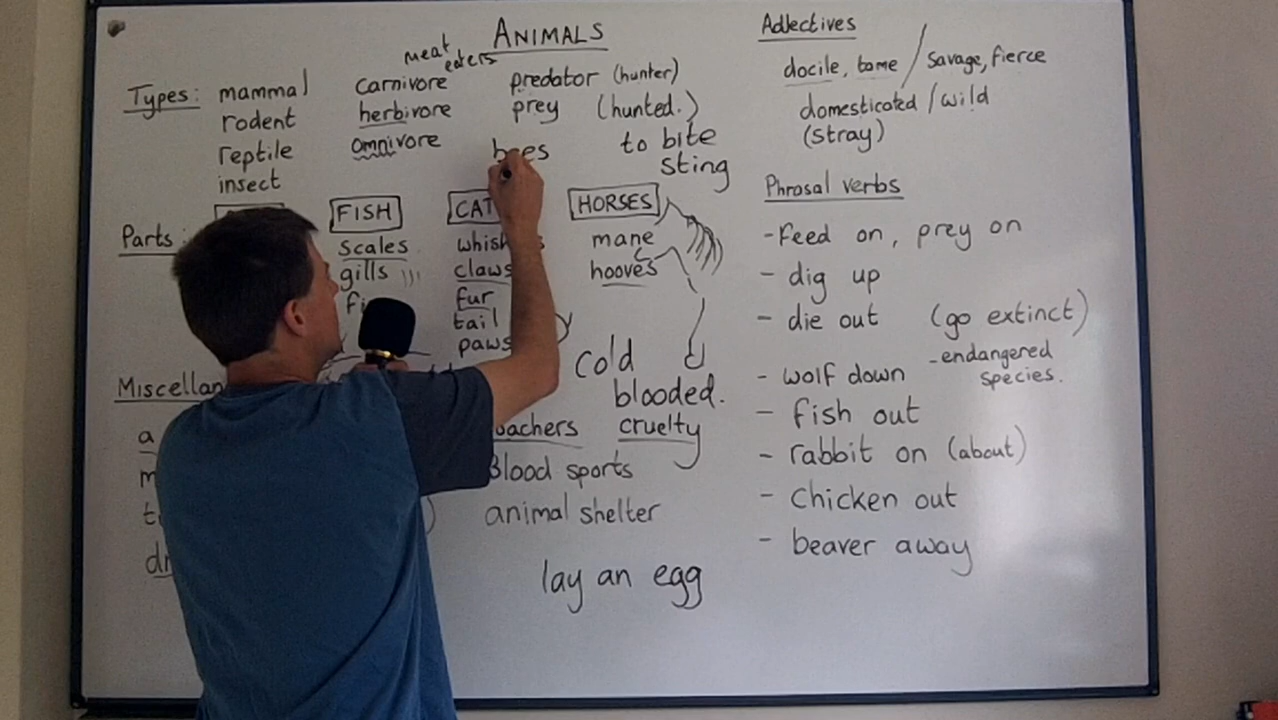 ANIMALS
meat eaters
Types: mammal carnivore predator (hunter)
rodent herbivore prey (hunted.)
reptile omnivore bees to bite
insect sting
Parts: FISH CAT HORSES
scales mane
gills claws hooves
fur
tail
paws
cold
blooded.
cruelty
Blood sports
animal shelter
lay an egg
Adjectives
docile, tame / Savage, fierce
domesticated / wild
(stray)
Phrasal verbs
- Feed on, prey on
- dig up
- die out (go extinct)
- endangered species.
- wolf down
- fish out
- rabbit on (about)
- Chicken out
- beaver away